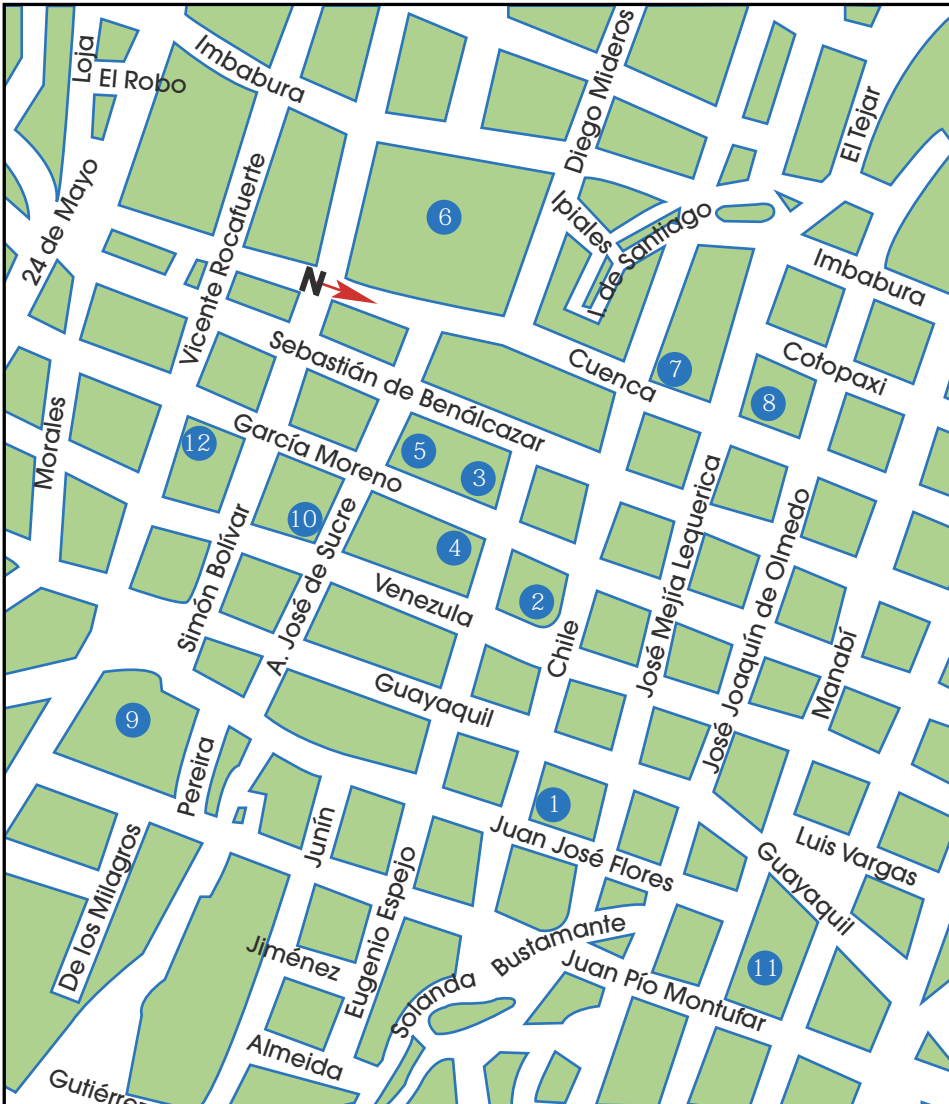 Loja
El Robo
Imbabura
Diego Mideros
El Tejar
24 de Mayo
Vicente Rocafuerte
6
Ipiales
I. de Santiago
Imbabura
N
Sebastián de Benálcazar
Cuenca
7
Cotopaxi
8
Morales
12
García Moreno
5
3
10
A. José de Sucre
4
Simón Bolívar
Venezula
2
Chile
José Mejía Lequerica
José Joaquín de Olmedo
Manabí
Guayaquil
9
Pereira
1
Junín
Juan José Flores
Luis Vargas
Guayaquil
De los Milagros
Eugenio Espejo
Jiménez
Solanda
Bustamante
Juan Pío Montufar
11
Almeida